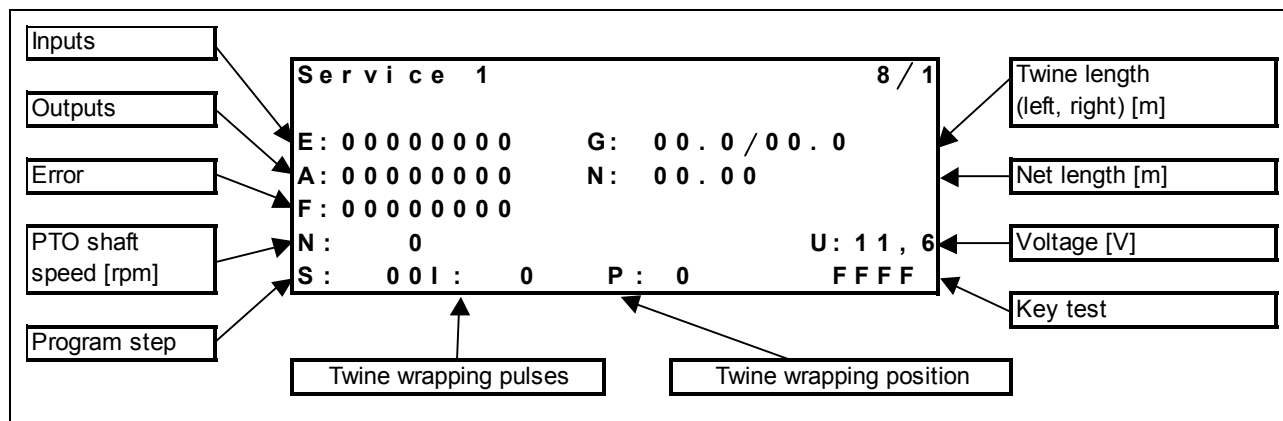 Inputs
Outputs
Error
PTO shaft
speed [rpm]
Program step
Service 1 8/1
E:00000000 G: 00.0/00.0
A:00000000 N: 00.00
F:00000000
N: 0 U:11,6
S: 00I: 0 P: 0 FFFF
Twine length
(left, right) [m]
Net length [m]
Voltage [V]
Key test
Twine wrapping pulses
Twine wrapping position